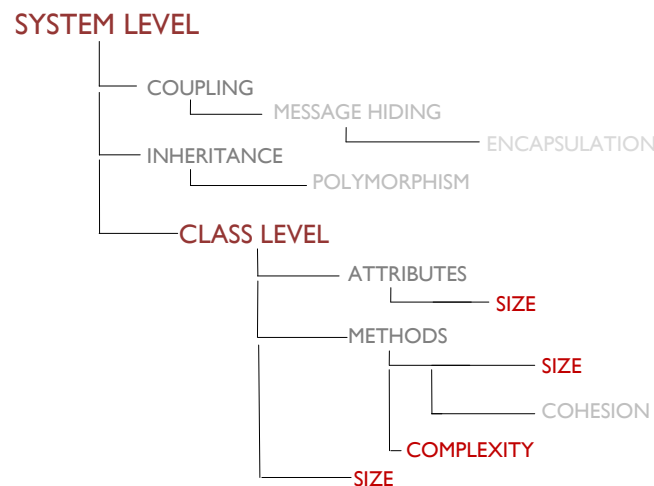 SYSTEM LEVEL
COUPLING
MESSAGE HIDING
ENCAPSULATION
INHERITANCE
POLYMORPHISM
CLASS LEVEL
ATTRIBUTES
SIZE
METHODS
SIZE
COHESION
COMPLEXITY
SIZE